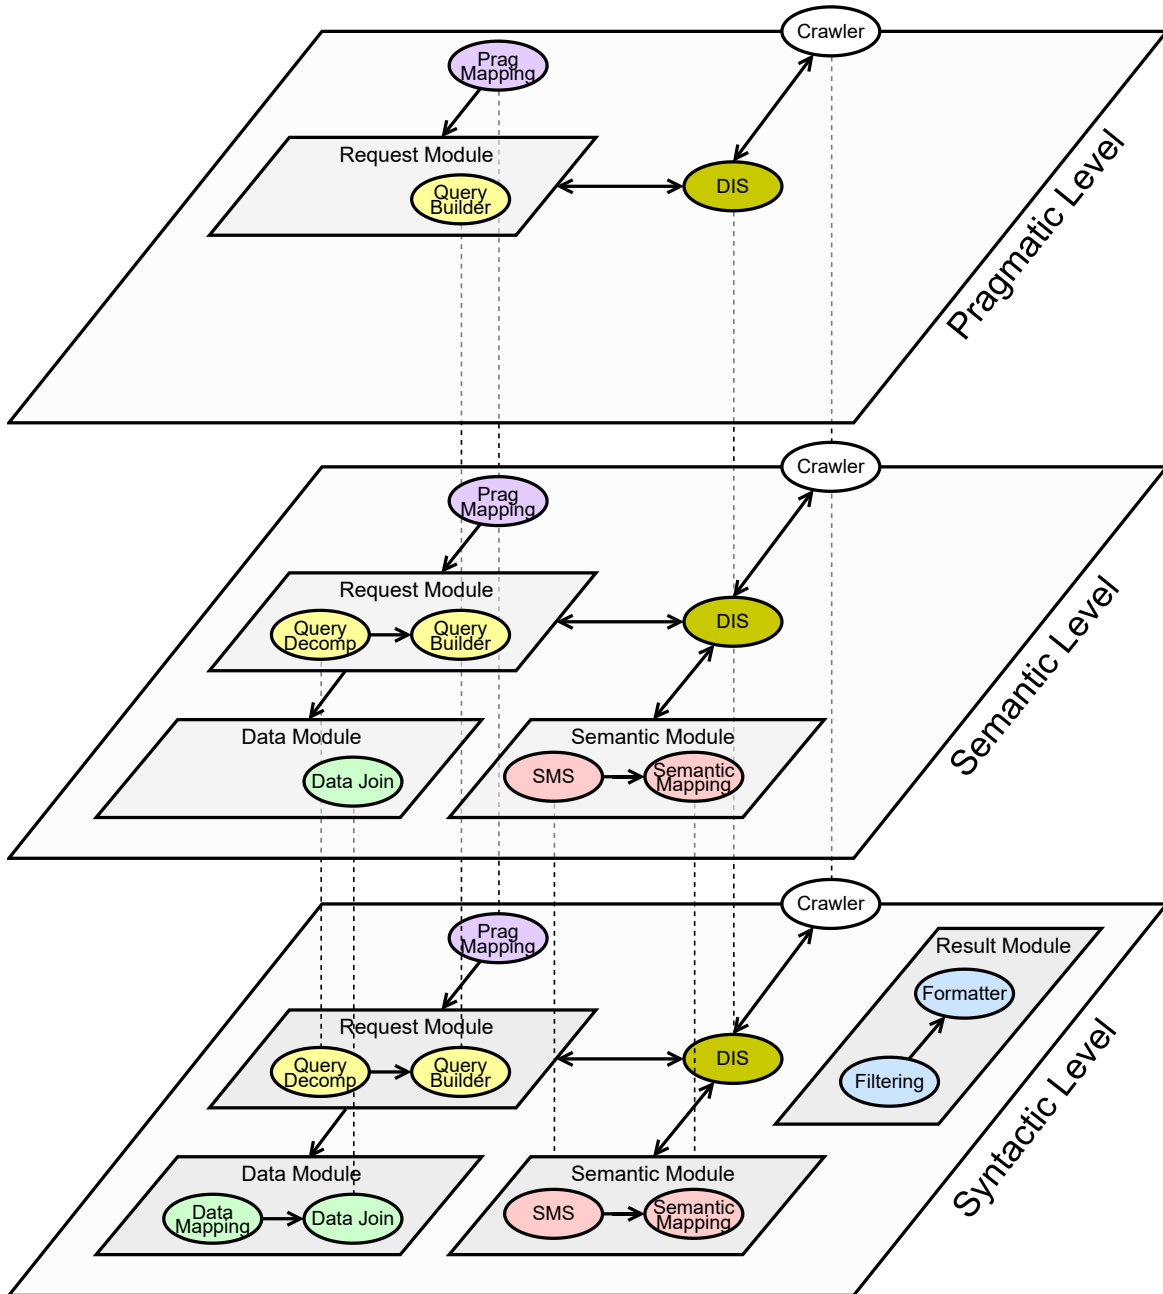 Crawler
Prag
Mapping
Request Module
Query
Builder
DIS
Pragmatic Level
Crawler
Prag
Mapping
Request Module
Query
Decomp
Query
Builder
DIS
Data Module
Data Join
Semantic Module
SMS
Semantic
Mapping
Semantic Level
Crawler
Prag
Mapping
Result Module
Formatter
Filtering
Request Module
Query
Decomp
Query
Builder
DIS
Data Module
Data
Mapping
Data Join
Semantic Module
SMS
Semantic
Mapping
Syntactic Level